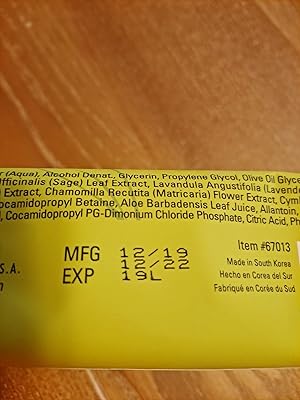 (Aqua), Alcohol Denat., Glycerin, Propylene Glycol, Olive Oil Glyce
Officinalis (Sage) Leaf Extract, Lavandula Angustifolia (Lavend
Extract, Chamomilla Recutita (Matricaria) Flower Extract, Cymb
ocamidopropyl Betaine, Aloe Barbadensis Leaf Juice, Allantoin,
Cocamidopropyl PG-Dimonium Chloride Phosphate, Citric Acid, Ph
MFG 12/19
EXP 12/22
19L
S.A.
Item #67013
Made in South Korea
Hecho en Corea del Sur
Fabriqué en Corée du Sud